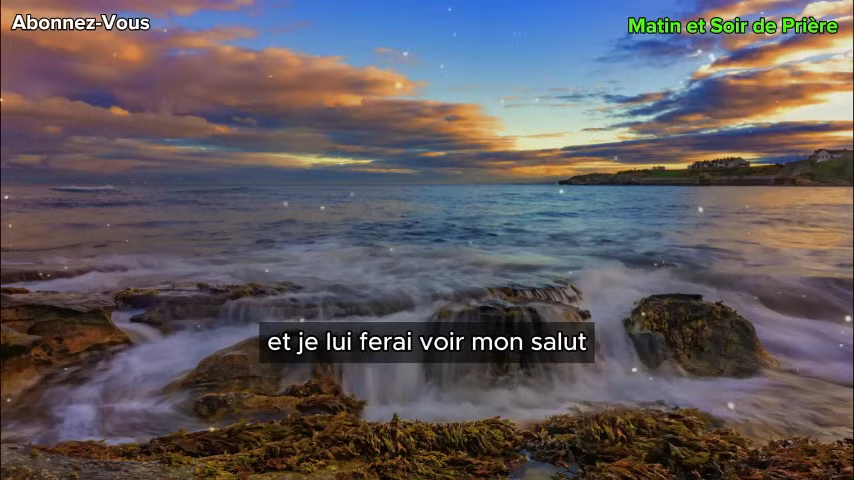 Abonnez-Vous
Matin et Soir de Prière
et je lui ferai voir mon salut